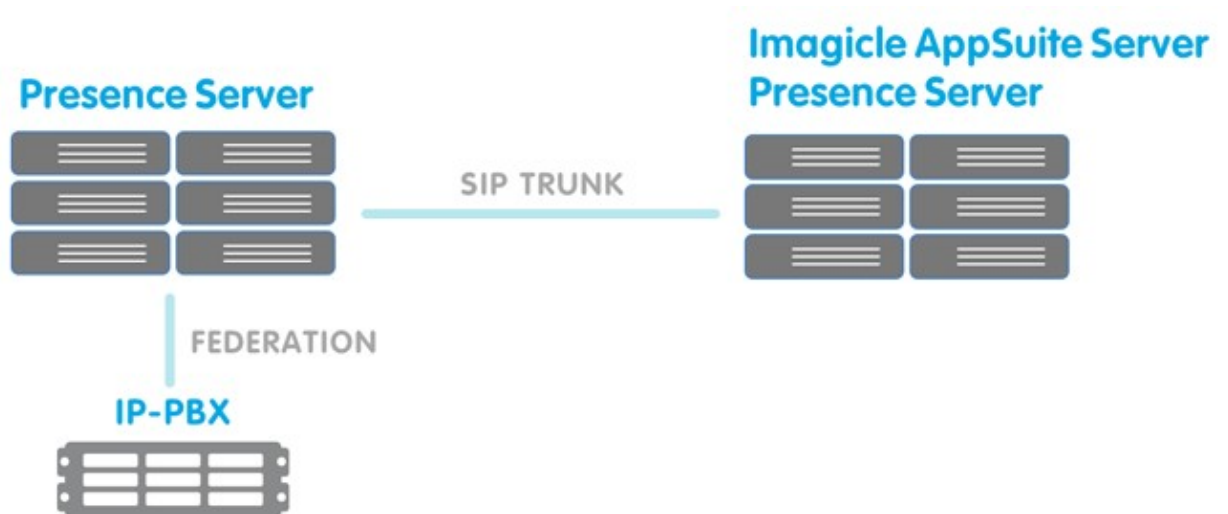 Imagicle AppSuite Server
Presence Server
Presence Server
SIP TRUNK
FEDERATION
IP-PBX